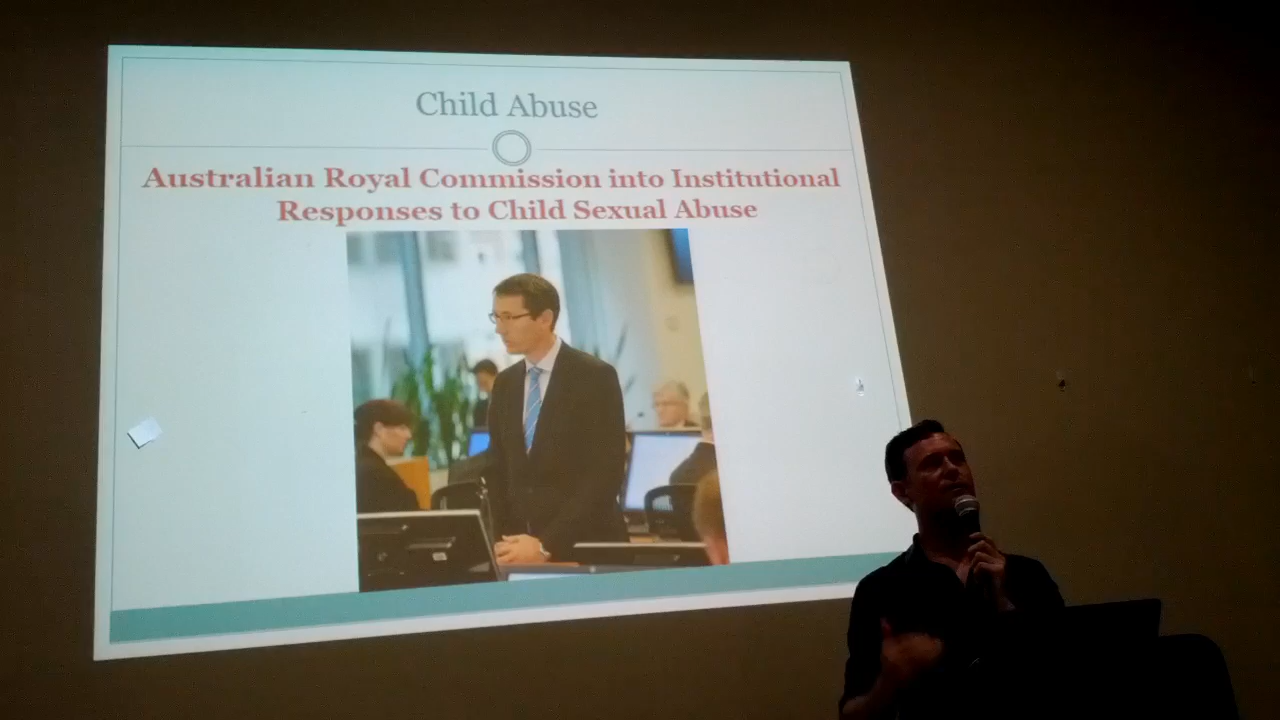 Child Abuse
Australian Royal Commission into Institutional
Responses to Child Sexual Abuse